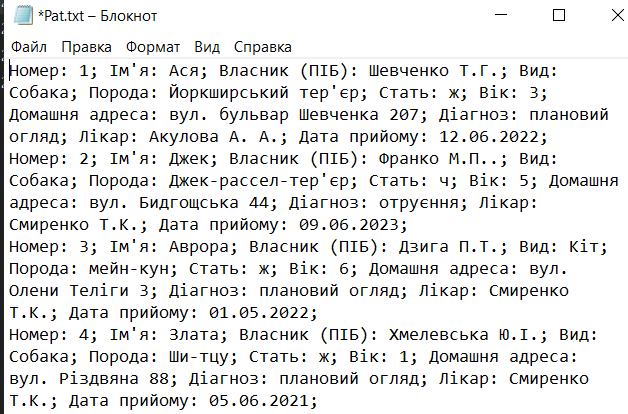 *Pat.txt – Блокнот
Файл Правка Формат Вид Справка
Номер: 1; Ім'я: Ася; Власник (ПІБ): Шевченко Т.Г.; Вид:
Собака; Порода: Йоркширський тер'єр; Стать: ж; Вік: 3;
Домашня адреса: вул. бульвар Шевченка 207; Діагноз: плановий
огляд; Лікар: Акулова А. А.; Дата прийому: 12.06.2022;
Номер: 2; Ім'я: Джек; Власник (ПІБ): Франко М.П..; Вид:
Собака; Порода: Джек-рассел-тер'єр; Стать: ч; Вік: 5; Домашня
адреса: вул. Бидгощська 44; Діагноз: отруєння; Лікар:
Смиренко Т.К.; Дата прийому: 09.06.2023;
Номер: 3; Ім'я: Аврора; Власник (ПІБ): Дзига П.Т.; Вид: Кіт;
Порода: мейн-кун; Стать: ж; Вік: 6; Домашня адреса: вул.
Олени Теліги 3; Діагноз: плановий огляд; Лікар: Смиренко
Т.К.; Дата прийому: 01.05.2022;
Номер: 4; Ім'я: Злата; Власник (ПІБ): Хмелевська Ю.І.; Вид:
Собака; Порода: Ши-тцу; Стать: ж; Вік: 1; Домашня адреса:
вул. Різдвяна 88; Діагноз: плановий огляд; Лікар: Смиренко
Т.К.; Дата прийому: 05.06.2021;